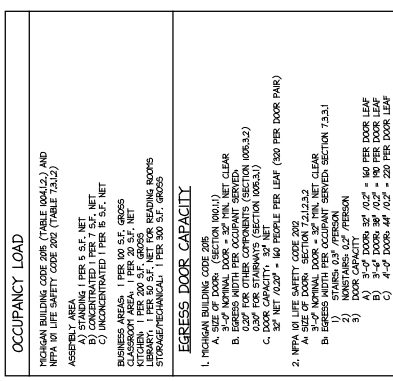 OCCUPANCY LOAD
MICHIGAN BUILDING CODE 2015 (TABLE 1004.1.2) AND
NFPA 101 LIFE SAFETY CODE 2012 (TABLE 7.3.1.2)
ASSEMBLY AREA
A) STANDING 1 PER 5 S.F. NET
B) CONCENTRATED 1 PER 7 S.F. NET
C) UNCONCENTRATED 1 PER 15 S.F. NET
BUSINESS AREAS: 1 PER 100 S.F. GROSS
CLASSROOM AREA: 1 PER 20 S.F. NET
KITCHEN: 1 PER 200 S.F. GROSS
LIBRARY: 1 PER 50 S.F. NET FOR READING ROOMS
STORAGE/MECHANICAL: 1 PER 300 S.F. GROSS
EGRESS DOOR CAPACITY
1. MICHIGAN BUILDING CODE 2015
A. SIZE OF DOOR: (SECTION 1010.1.1)
3'-0" NOMINAL DOOR = 32" MIN. NET CLEAR
B. EGRESS WIDTH PER OCCUPANT SERVED:
0.20" FOR OTHER COMPONENTS (SECTION 1005.3.2)
0.30" FOR STAIRWAYS (SECTION 1005.3.1)
C. DOOR CAPACITY: 32" NET
32" NET /0.20" = 160 PEOPLE PER LEAF (320 PER DOOR PAIR)
2. NFPA 101 LIFE SAFETY CODE 2012
A: SIZE OF DOOR: SECTION 7.2.1.2.3.2
3'-0" NOMINAL DOOR = 32" MIN. NET CLEAR
B: EGRESS WIDTH PER OCCUPANT SERVED: SECTION 7.3.3.1
1) STAIRS: 0.3" /PERSON
2) NONSTAIRS: 0.2" /PERSON
3) DOOR CAPACITY
A) 3'-0" DOOR: 32" /0.2" = 160 PER DOOR LEAF
B) 3'-6" DOOR: 38" /0.2" = 190 PER DOOR LEAF
C) 4'-0" DOOR: 44" /0.2" = 220 PER DOOR LEAF